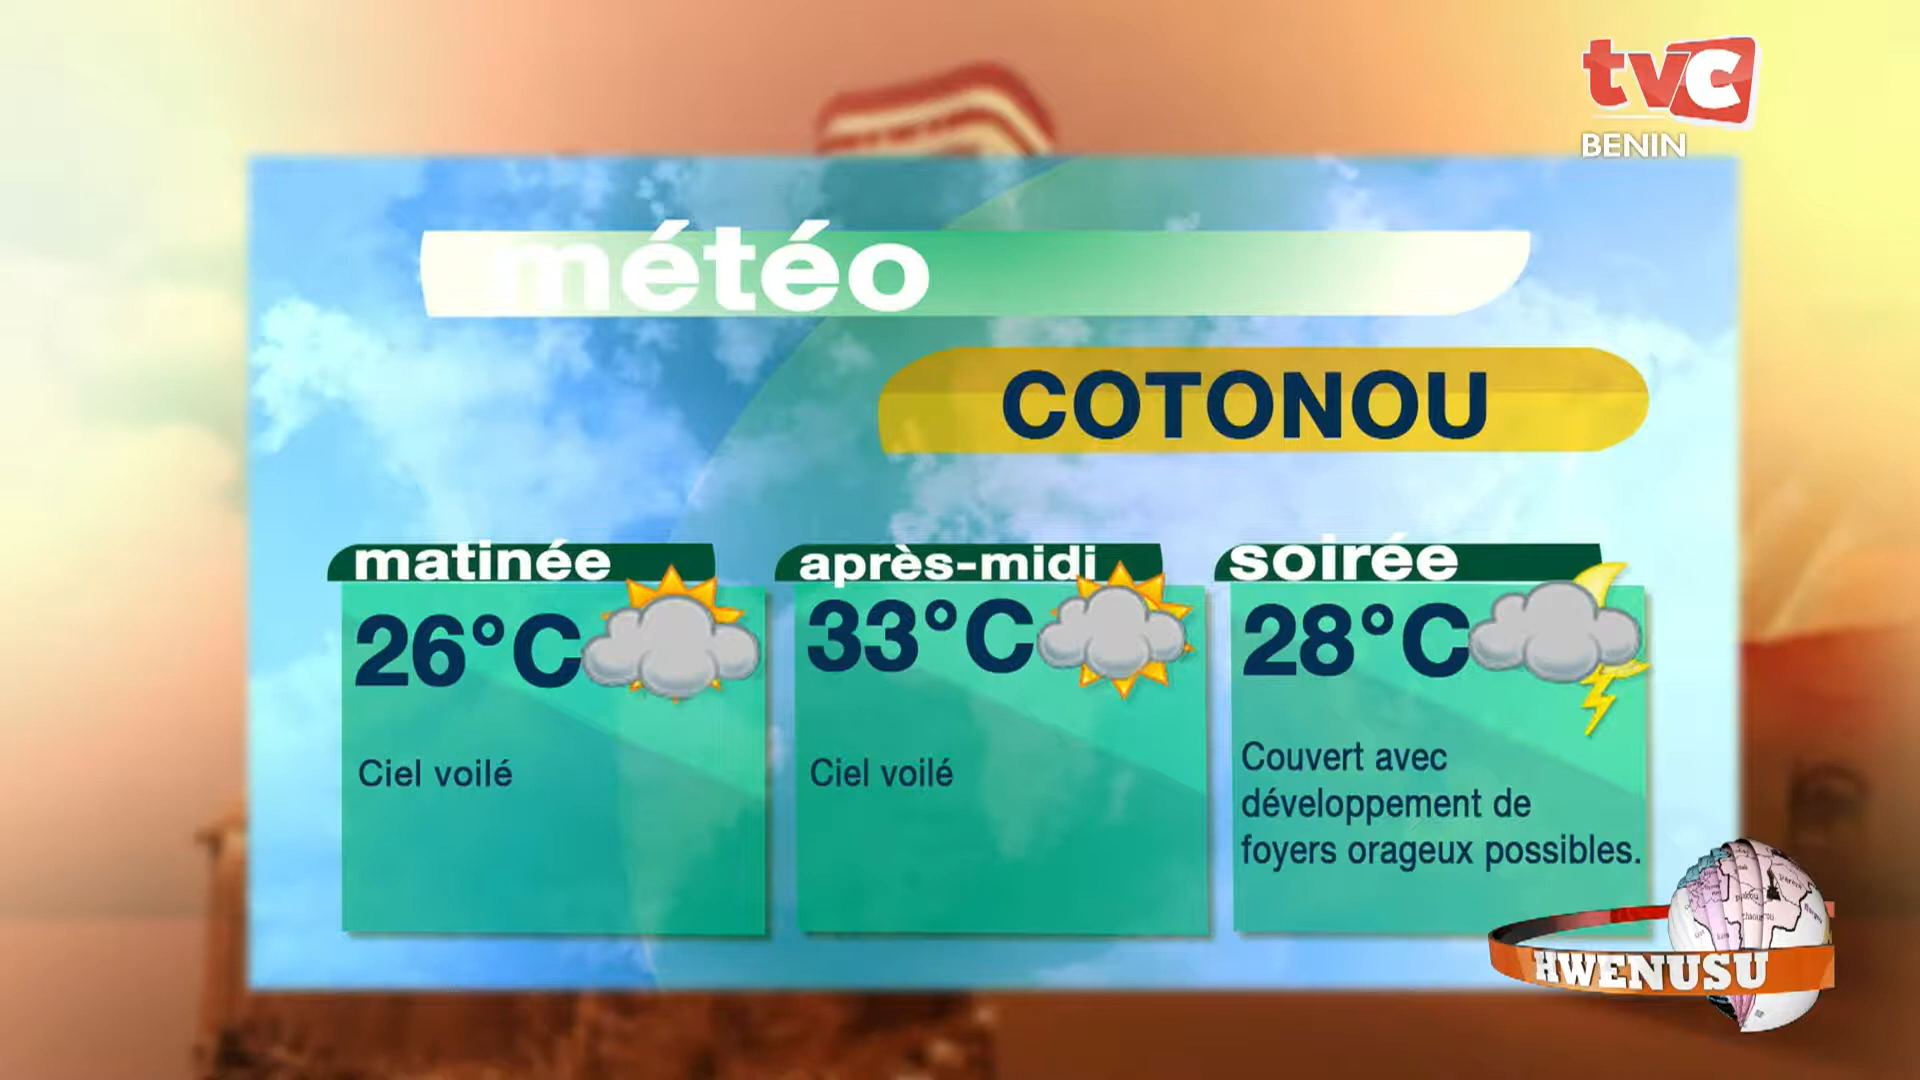 tvc
BENIN
météo
COTONOU
matinée
26°C
Ciel voilé
après-midi
33°C
Ciel voilé
soirée
28°C
Couvert avec
développement de
foyers orageux possibles.
HWENUSU